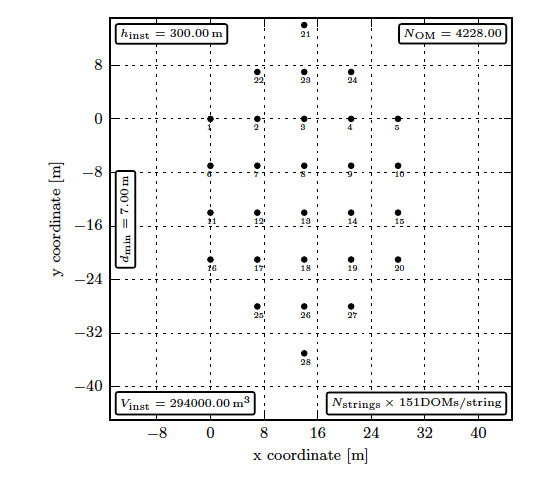 h_inst = 300.00 m
N_OM = 4228.00
21
22 23 24
8
1 2 3 4 5
0
6 7 8 9 10
−8
11 12 13 14 15
−16
16 17 18 19 20
−24
25 26 27
−32
28
−40
d_min = 7.00 m
y coordinate [m]
V_inst = 294000.00 m³
N_strings × 151DOMs/string
−8 0 8 16 24 32 40
x coordinate [m]